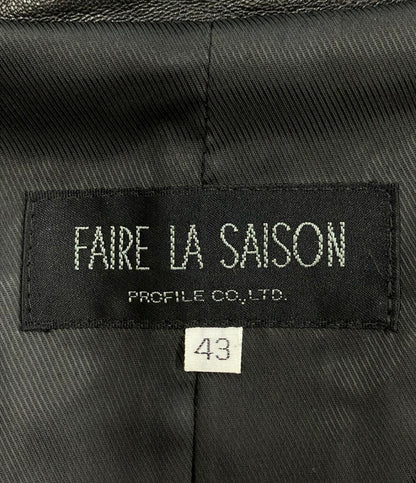 FAIRE LA SAISON
PROFILE CO.,LTD.
43